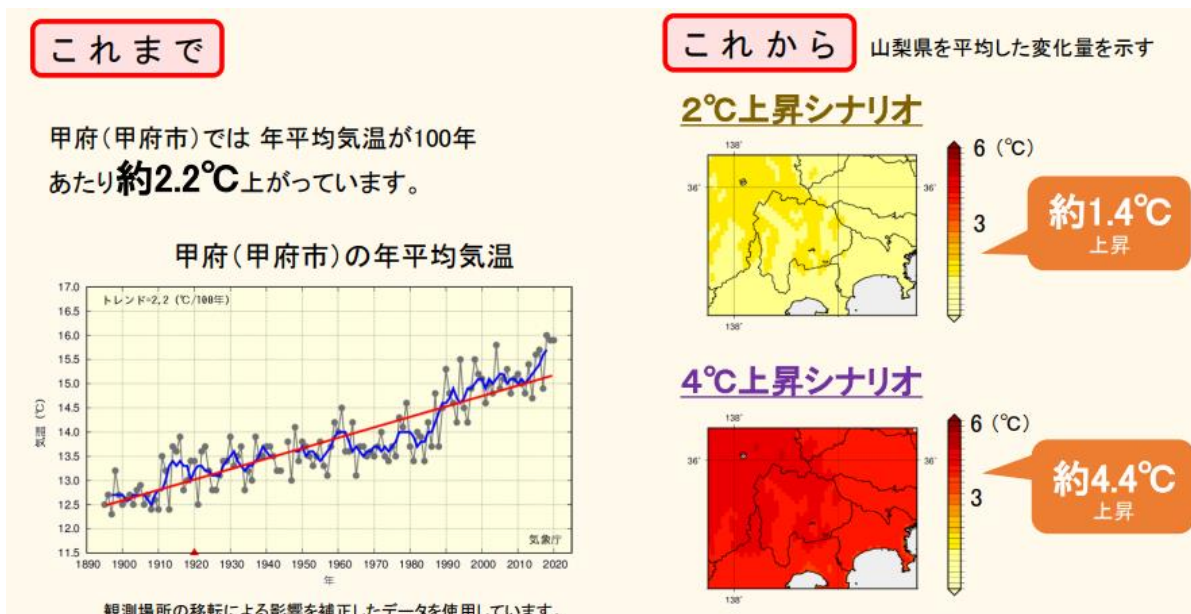 これまで
甲府(甲府市)では 年平均気温が100年
あたり約2.2℃上がっています。
甲府(甲府市)の年平均気温
トレンド=2.2 (℃/100年)
17.0
16.5
16.0
15.5
15.0
14.5
14.0
13.5
13.0
12.5
12.0
11.5
気温 (℃)
気象庁
1890 1900 1910 1920 1930 1940 1950 1960 1970 1980 1990 2000 2010 2020
年
観測場所の移転による影響を補正したデータを使用しています。
これから
山梨県を平均した変化量を示す
2℃上昇シナリオ
138°
36°
36°
138°
6 (℃)
3
約1.4℃
上昇
4℃上昇シナリオ
138°
36°
36°
138°
6 (℃)
3
約4.4℃
上昇